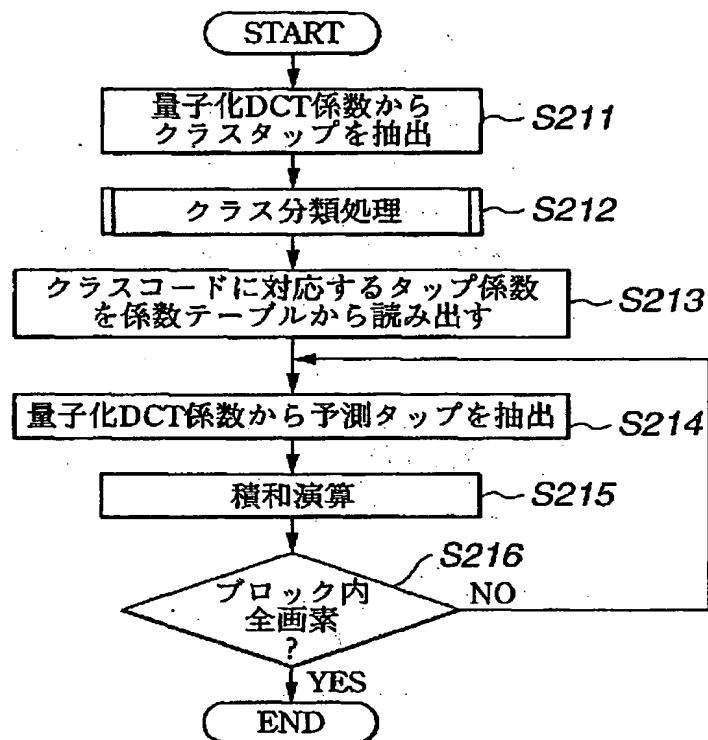 START
量子化DCT係数から
クラスタップを抽出
S211
クラス分類処理
S212
クラスコードに対応するタップ係数
を係数テーブルから読み出す
S213
量子化DCT係数から予測タップを抽出
S214
積和演算
S215
S216
ブロック内
全画素
?
NO
YES
END